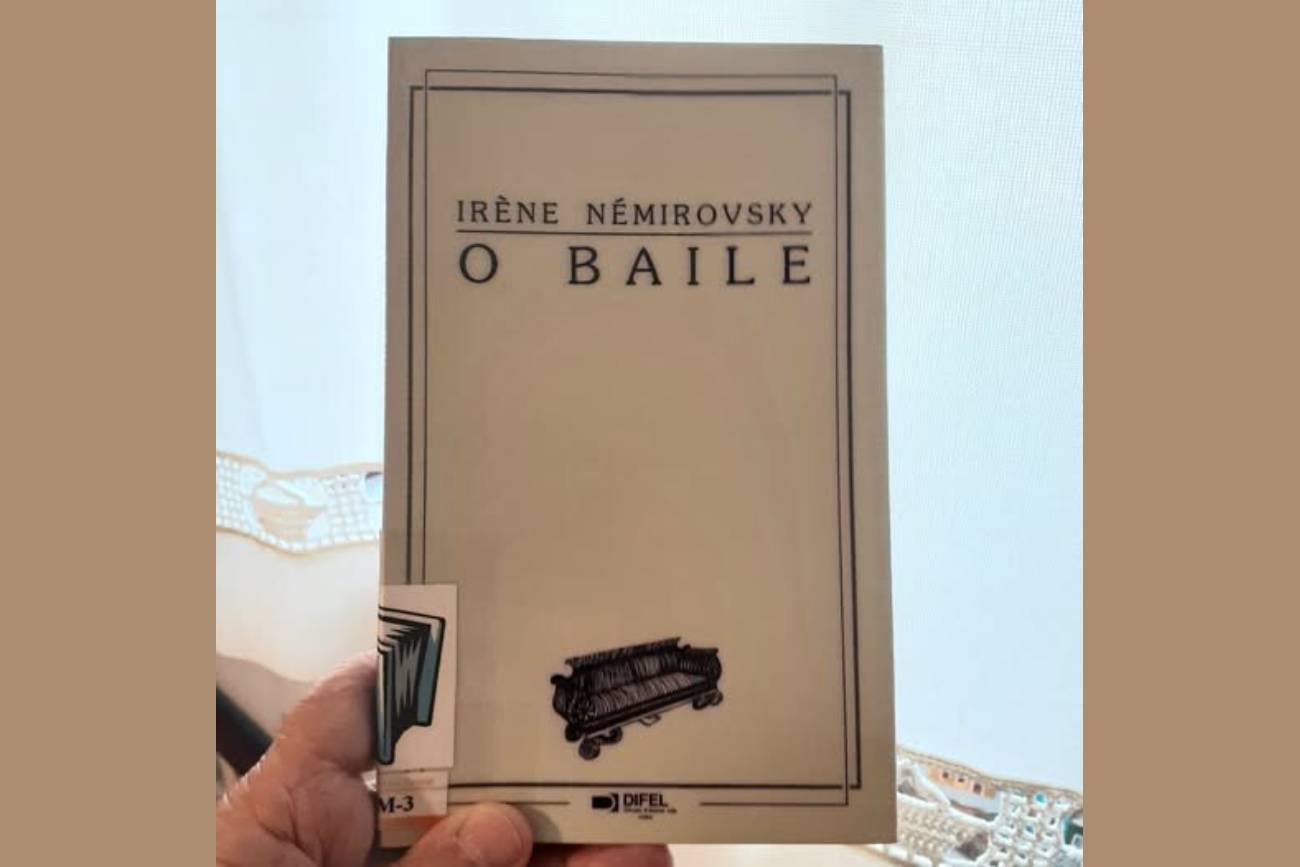 IRÈNE NÉMIROVSKY
O BAILE
M-3
DIFEL